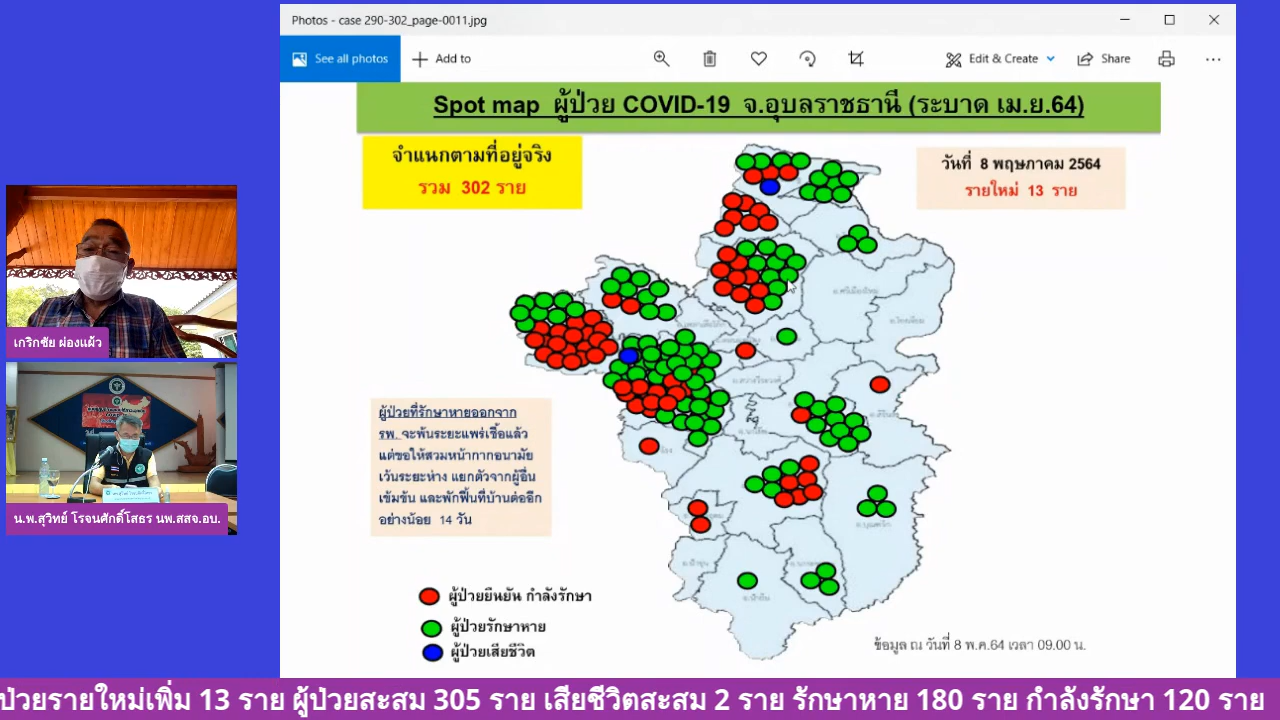 Photos - case 290-302_page-0011.jpg
See all photos
Add to
Edit & Create
Share
Spot map ผู้ป่วย COVID-19 จ.อุบลราชธานี (ระบาด เม.ย.64)
จำแนกตามที่อยู่จริง
รวม 302 ราย
วันที่ 8 พฤษภาคม 2564
รายใหม่ 13 ราย
เกริกชัย ผ่องแผ้ว
น.พ.สุวิทย์ โรจนศักดิ์โสธร นพ.สสจ.อบ.
ผู้ป่วยที่รักษาหายออกจาก
รพ. จะพ้นระยะแพร่เชื้อแล้ว
แต่ขอให้สวมหน้ากากอนามัย
เว้นระยะห่าง แยกตัวจากผู้อื่น
เข้มข้น และพักฟื้นที่บ้านต่ออีก
อย่างน้อย 14 วัน
ผู้ป่วยยืนยัน กำลังรักษา
ผู้ป่วยรักษาหาย
ผู้ป่วยเสียชีวิต
ข้อมูล ณ วันที่ 8 พ.ค.64 เวลา 09.00 น.
ป่วยรายใหม่เพิ่ม 13 ราย ผู้ป่วยสะสม 305 ราย เสียชีวิตสะสม 2 ราย รักษาหาย 180 ราย กำลังรักษา 120 ราย